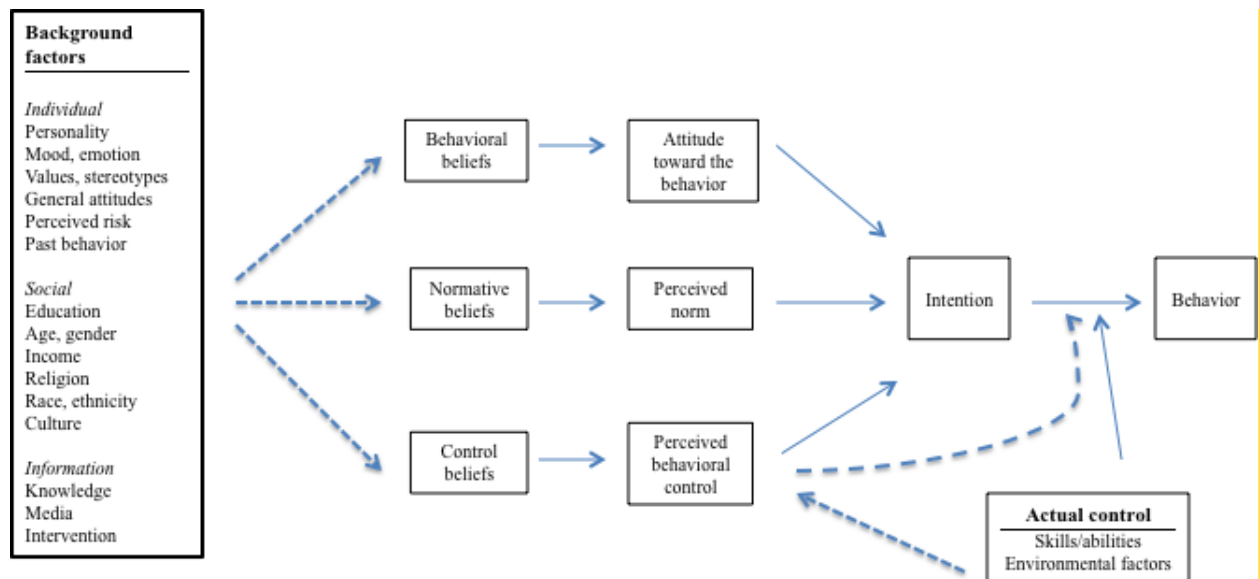 Background
factors
Individual
Personality
Mood, emotion
Values, stereotypes
General attitudes
Perceived risk
Past behavior
Social
Education
Age, gender
Income
Religion
Race, ethnicity
Culture
Information
Knowledge
Media
Intervention
Behavioral
beliefs
Attitude
toward the
behavior
Normative
beliefs
Perceived
norm
Intention
Behavior
Control
beliefs
Perceived
behavioral
control
Actual control
Skills/abilities
Environmental factors